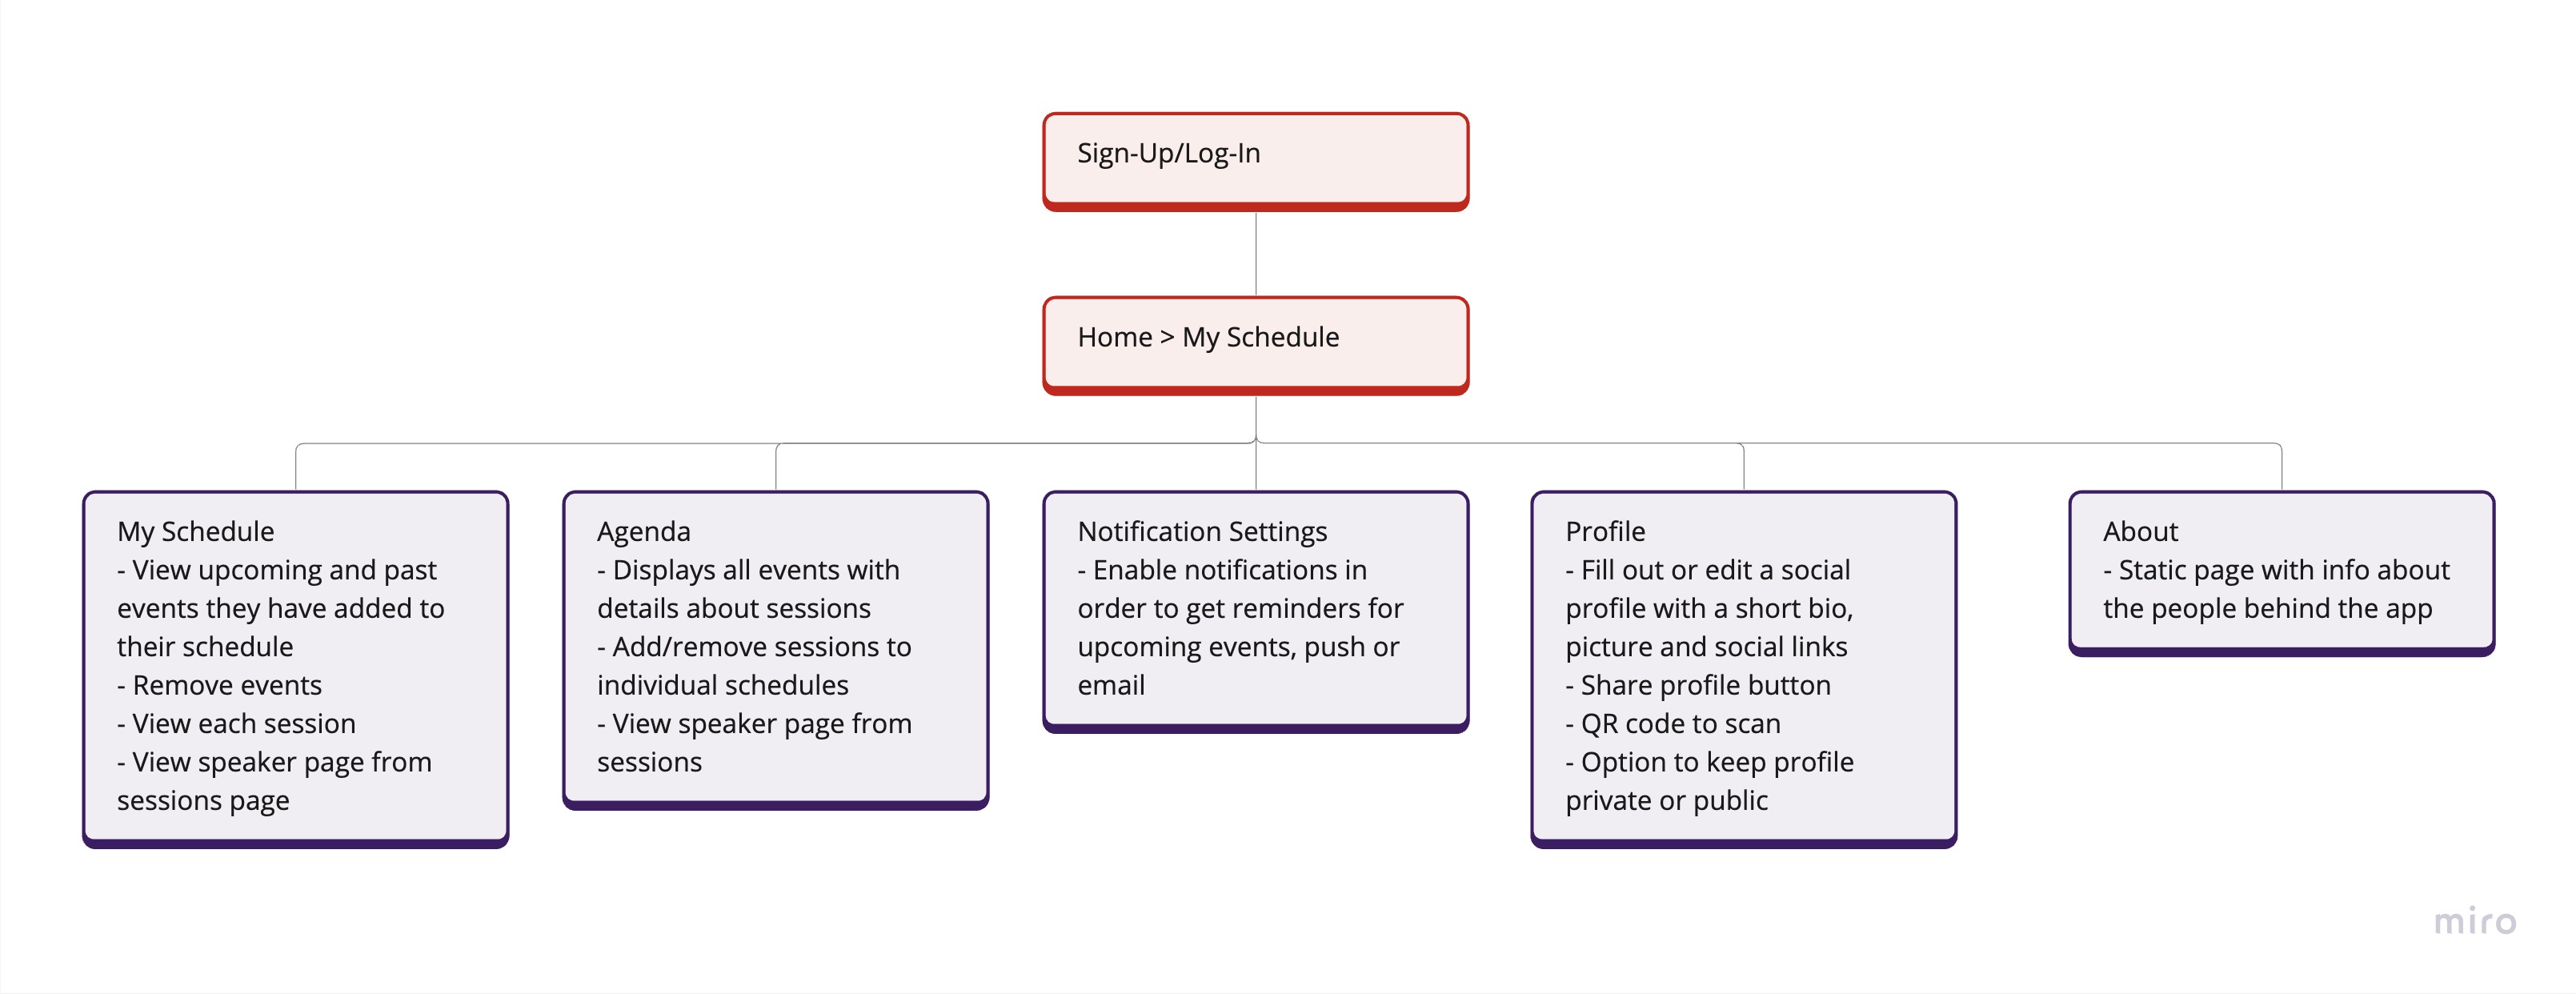 Sign-Up/Log-In
Home > My Schedule
My Schedule
- View upcoming and past
events they have added to
their schedule
- Remove events
- View each session
- View speaker page from
sessions page
Agenda
- Displays all events with
details about sessions
- Add/remove sessions to
individual schedules
- View speaker page from
sessions
Notification Settings
- Enable notifications in
order to get reminders for
upcoming events, push or
email
Profile
- Fill out or edit a social
profile with a short bio,
picture and social links
- Share profile button
- QR code to scan
- Option to keep profile
private or public
About
- Static page with info about
the people behind the app
miro